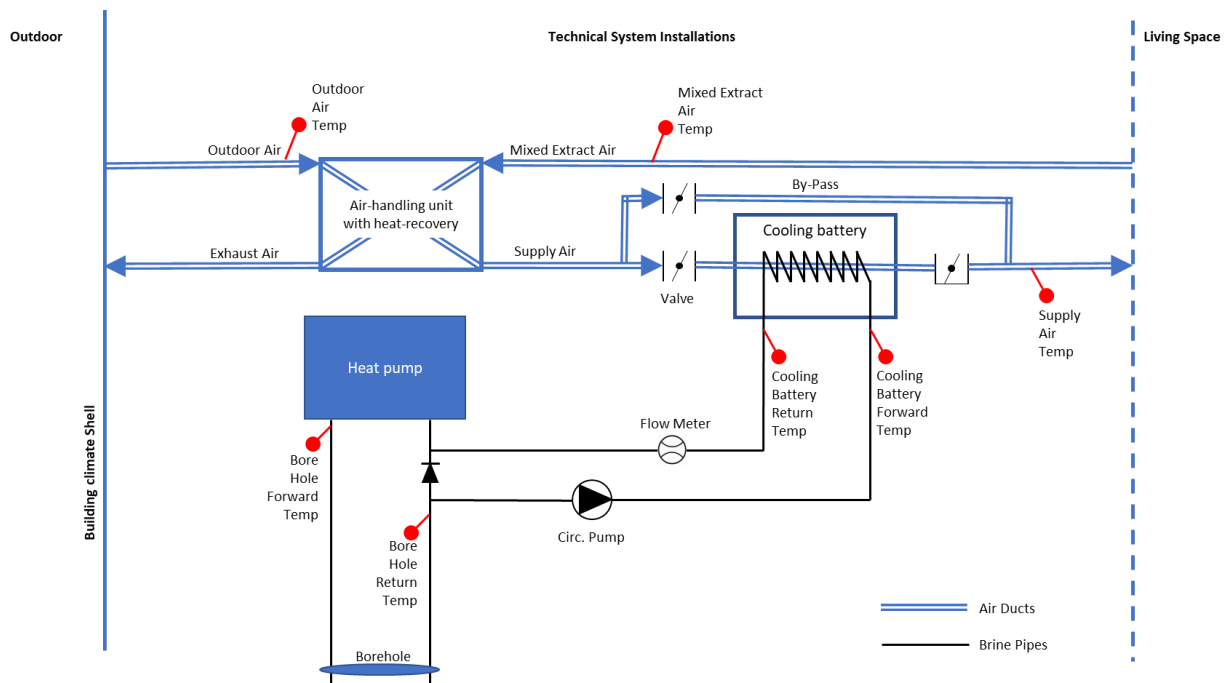 Outdoor
Technical System Installations
Living Space
Outdoor
Air
Temp
Mixed Extract
Air
Temp
Outdoor Air
Mixed Extract Air
By-Pass
Air-handling unit
with heat-recovery
Cooling battery
Exhaust Air
Supply Air
Valve
Supply
Air
Temp
Heat pump
Cooling
Battery
Return
Temp
Cooling
Battery
Forward
Temp
Flow Meter
Bore
Hole
Forward
Temp
Circ. Pump
Bore
Hole
Return
Temp
Building climate Shell
Air Ducts
Brine Pipes
Borehole